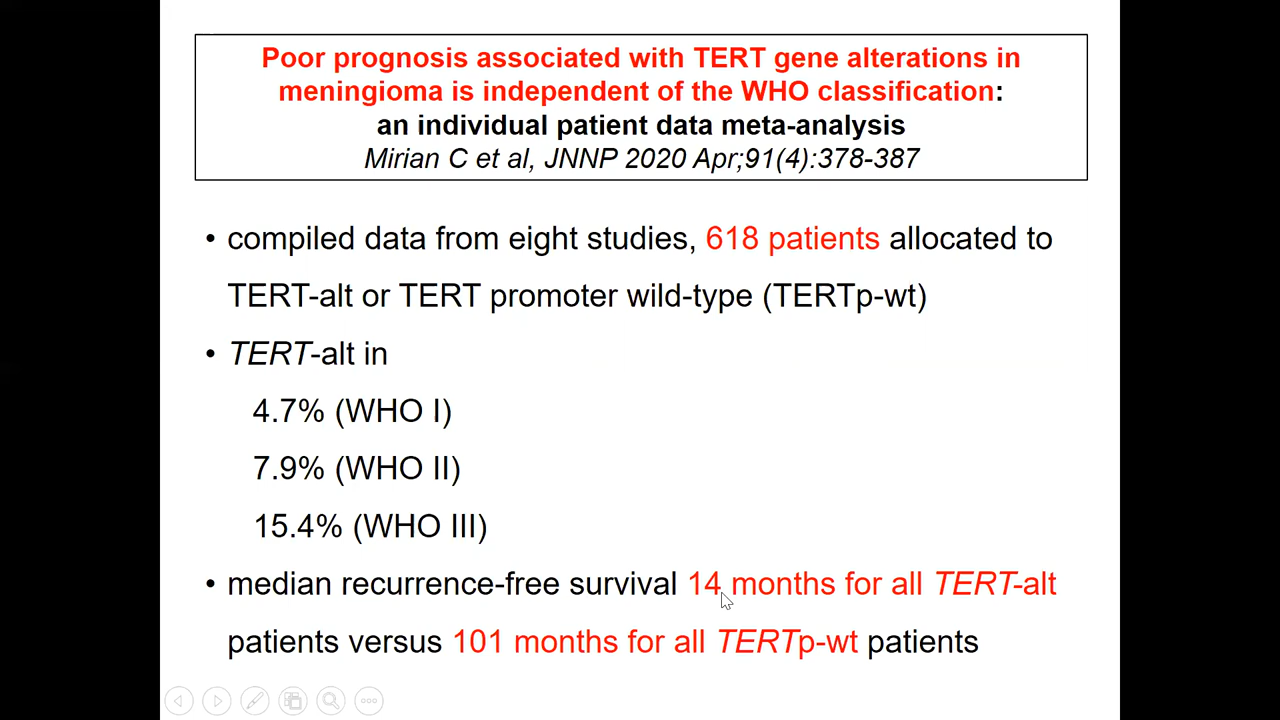 Poor prognosis associated with TERT gene alterations in
meningioma is independent of the WHO classification:
an individual patient data meta-analysis
Mirian C et al, JNNP 2020 Apr;91(4):378-387
• compiled data from eight studies, 618 patients allocated to
TERT-alt or TERT promoter wild-type (TERTp-wt)
• TERT-alt in
4.7% (WHO I)
7.9% (WHO II)
15.4% (WHO III)
• median recurrence-free survival 14 months for all TERT-alt
patients versus 101 months for all TERTp-wt patients